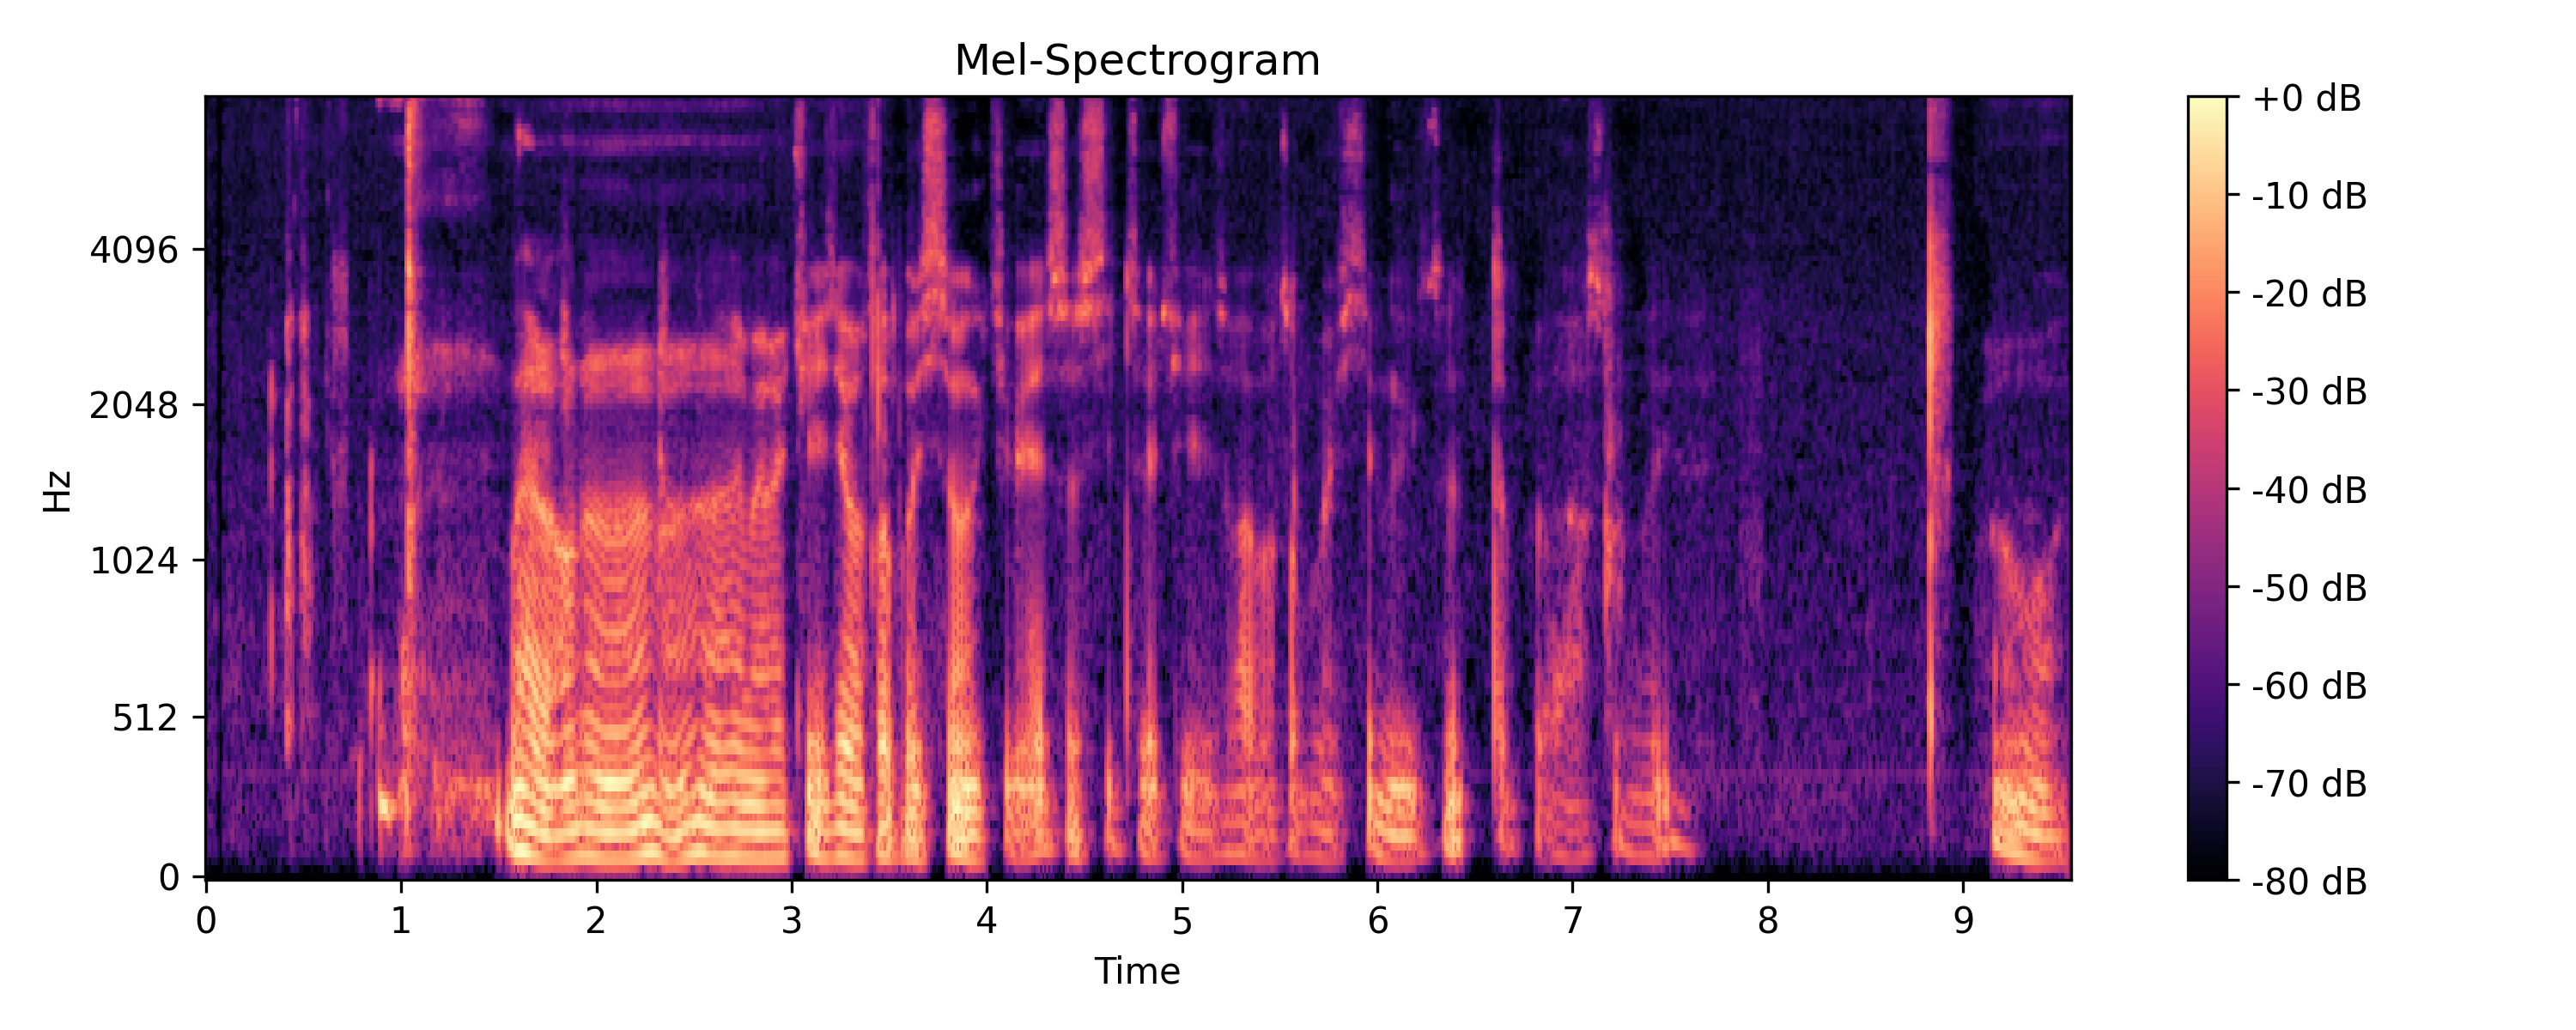 Mel-Spectrogram
+0 dB
-10 dB
-20 dB
-30 dB
-40 dB
-50 dB
-60 dB
-70 dB
-80 dB
Hz
4096
2048
1024
512
0
0 1 2 3 4 5 6 7 8 9
Time